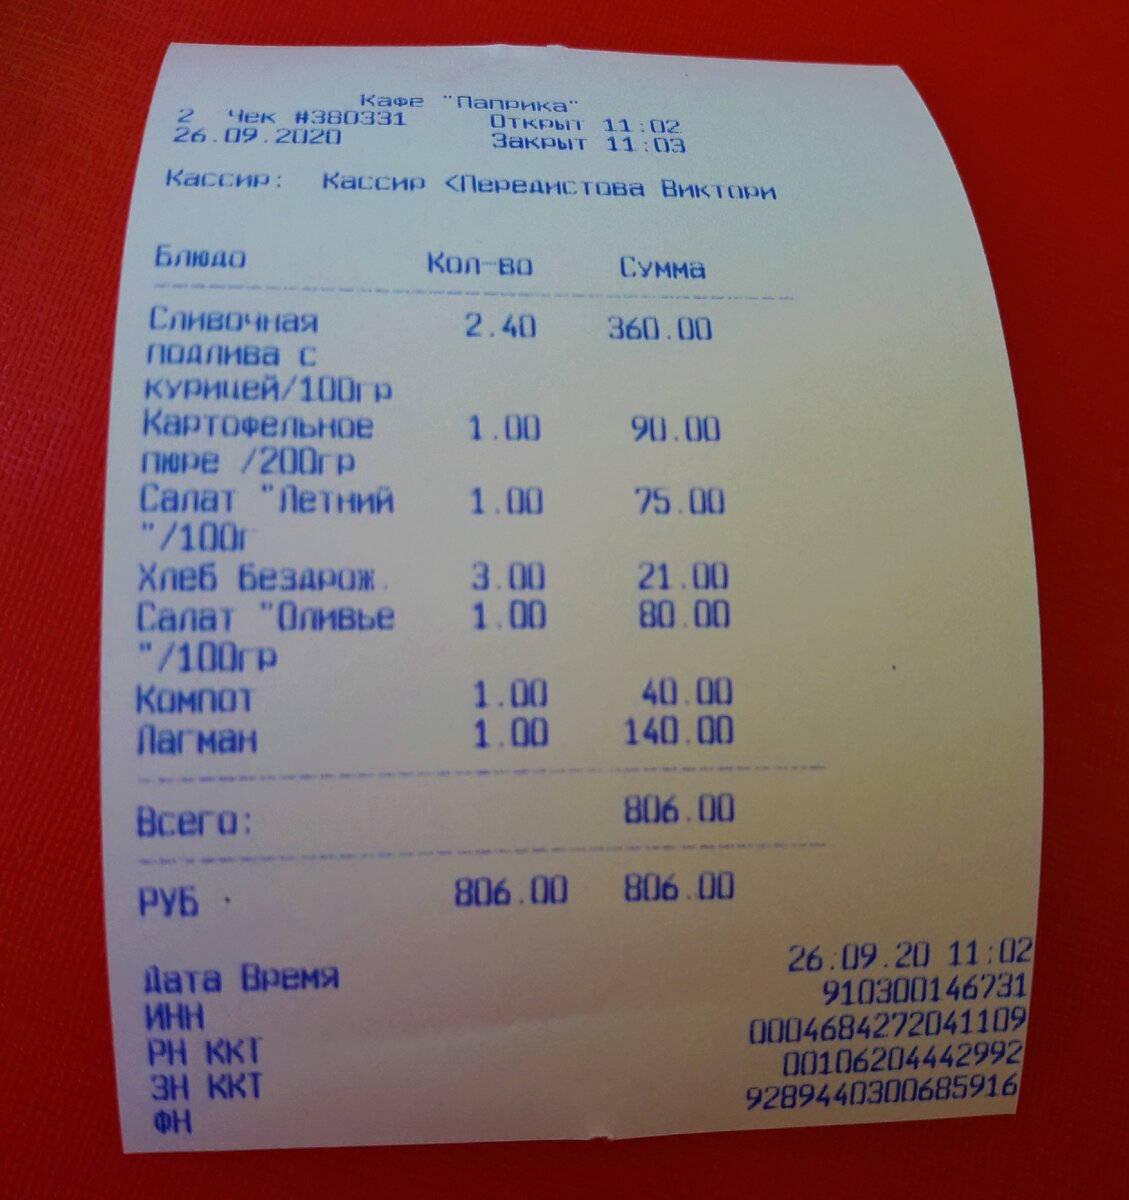 Кафе "Паприка"
2 Чек #380331 Открыт 11:02
26.09.2020 Закрыт 11:03
Кассир: Кассир <Передистова Виктори
Блюдо Кол-во Сумма
Сливочная 2.40 360.00
подлива с
курицей/100гр
Картофельное 1.00 90.00
пюре /200гр
Салат "Летний 1.00 75.00
"/100г
Хлеб Бездрож. 3.00 21.00
Салат "Оливье 1.00 80.00
"/100гр
Компот 1.00 40.00
Лагман 1.00 140.00
Всего: 806.00
РУБ 806.00 806.00
Дата Время 26.09.20 11:02
ИНН 910300146731
РН ККТ 0004684272041109
ЗН ККТ 00106204442992
ФН 9289440300685916